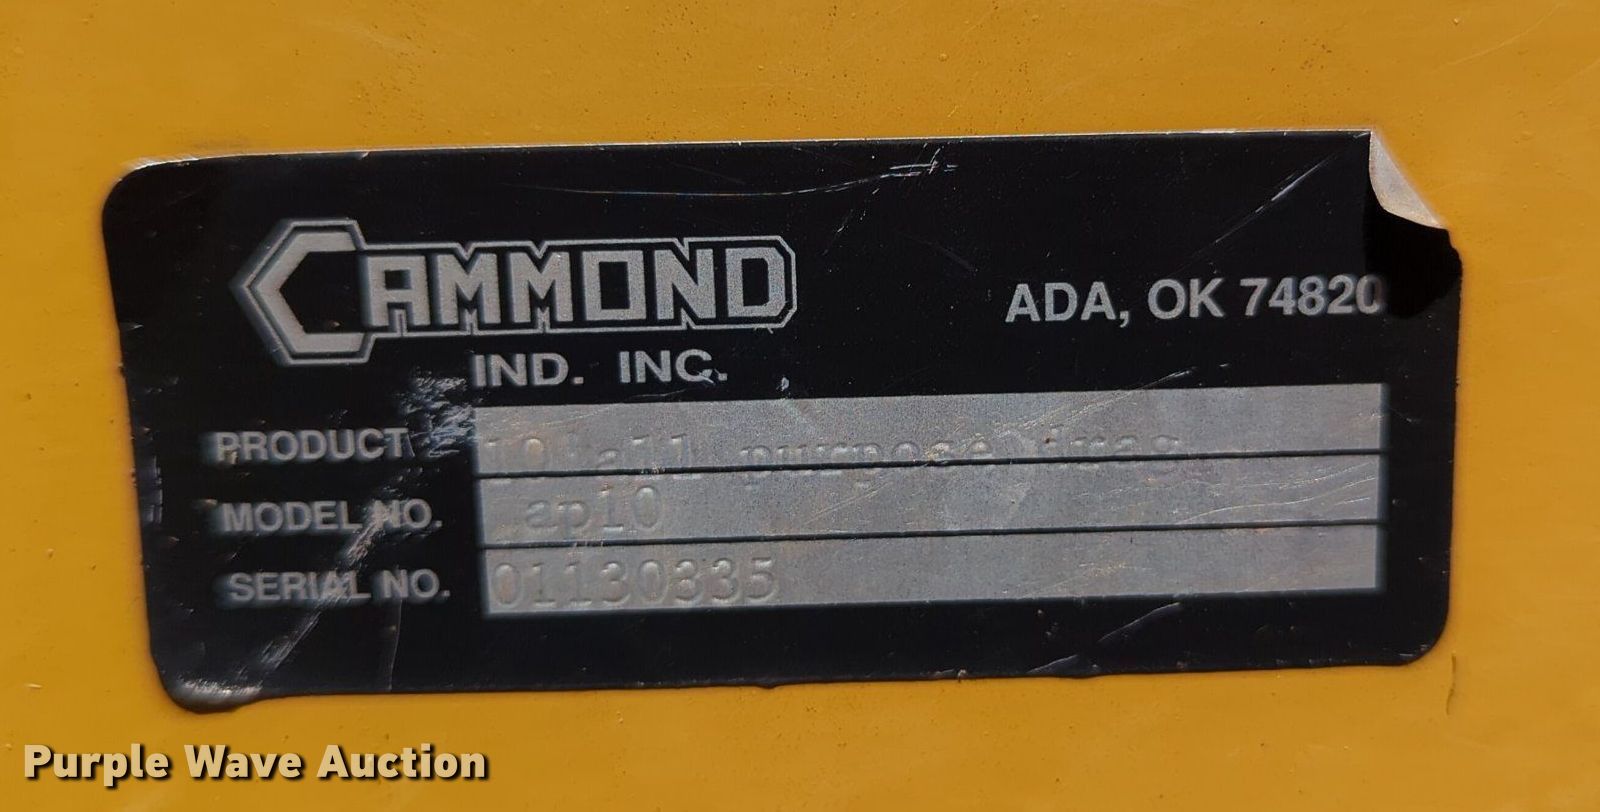 CAMMOND
IND. INC.
ADA, OK 74820
PRODUCT 10' all purpose drag
MODEL NO. ap10
SERIAL NO. 01130335
Purple Wave Auction